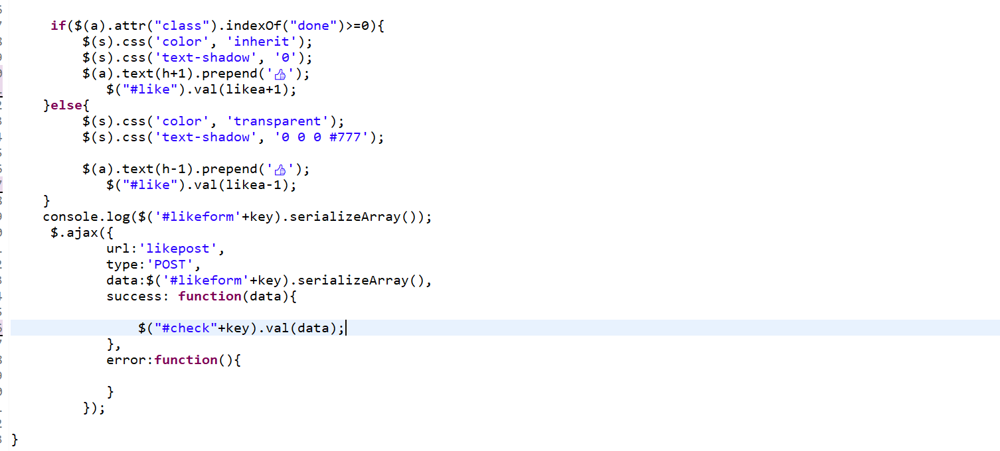 if($(a).attr("class").indexOf("done")>=0){
$(s).css('color', 'inherit');
$(s).css('text-shadow', '0');
$(a).text(h+1).prepend('👍');
$("#like").val(likea+1);
}else{
$(s).css('color', 'transparent');
$(s).css('text-shadow', '0 0 0 #777');
$(a).text(h-1).prepend('👍');
$("#like").val(likea-1);
}
console.log($('#likeform'+key).serializeArray());
$.ajax({
url:'likepost',
type:'POST',
data:$('#likeform'+key).serializeArray(),
success: function(data){
$("#check"+key).val(data);
},
error:function(){
}
});
}